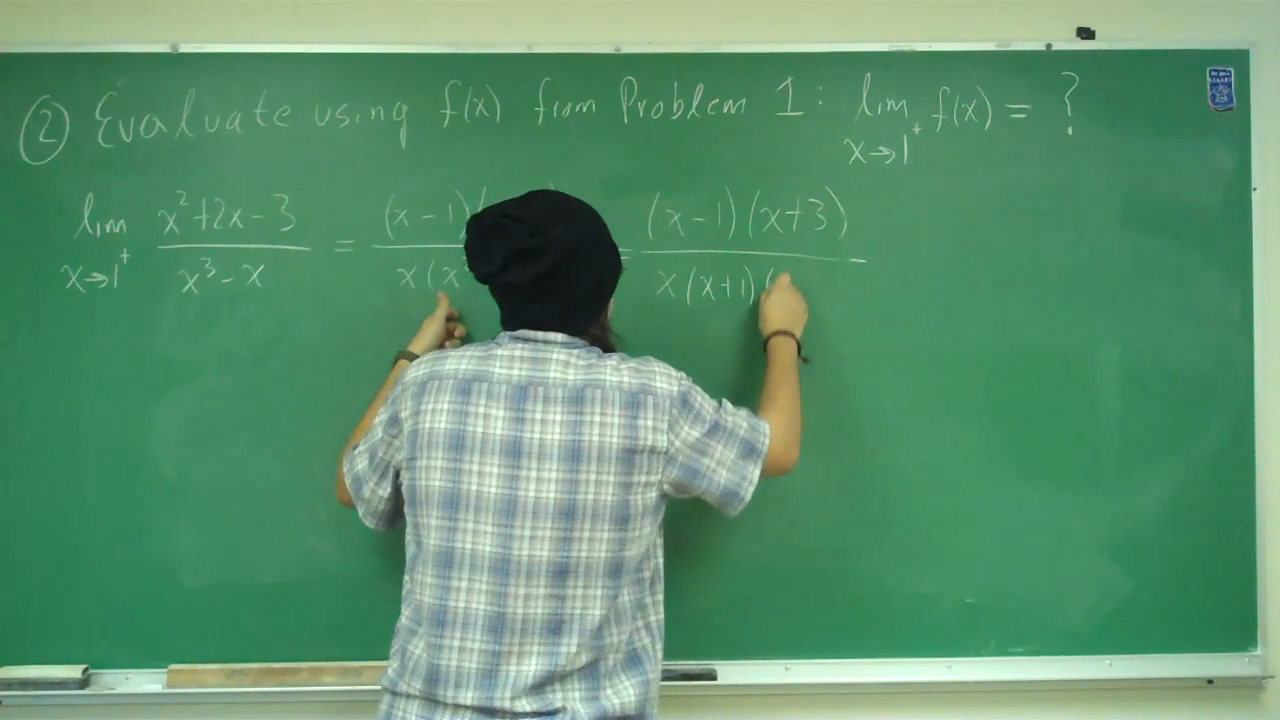 ② Evaluate using f(x) from Problem 1: lim x→1⁺ f(x) = ?
lim x→1⁺ (x²+2x-3)/(x³-x) = (x-1)( / x(x = (x-1)(x+3) / x(x+1)(